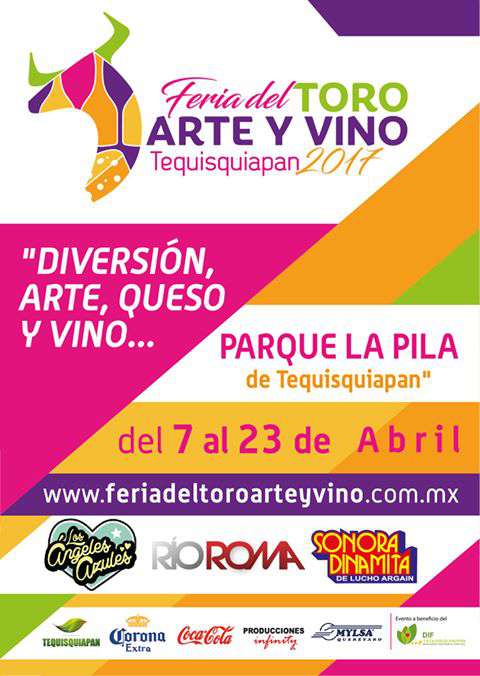 Feria del TORO
ARTE Y VINO
Tequisquiapan 2017
"DIVERSIÓN,
ARTE, QUESO
Y VINO...
PARQUE LA PILA
de Tequisquiapan"
del 7 al 23 de Abril
www.feriadeltoroarteyvino.com.mx
Los
Ángeles
Azules
RÍO ROMA
SONORA
DINAMITA
DE LUCHO ARGAIN
TEQUISQUIAPAN
Corona
Extra
Coca-Cola
PRODUCCIONES
infinity
MYLSA
QUERETARO
Evento a beneficio del
DIF